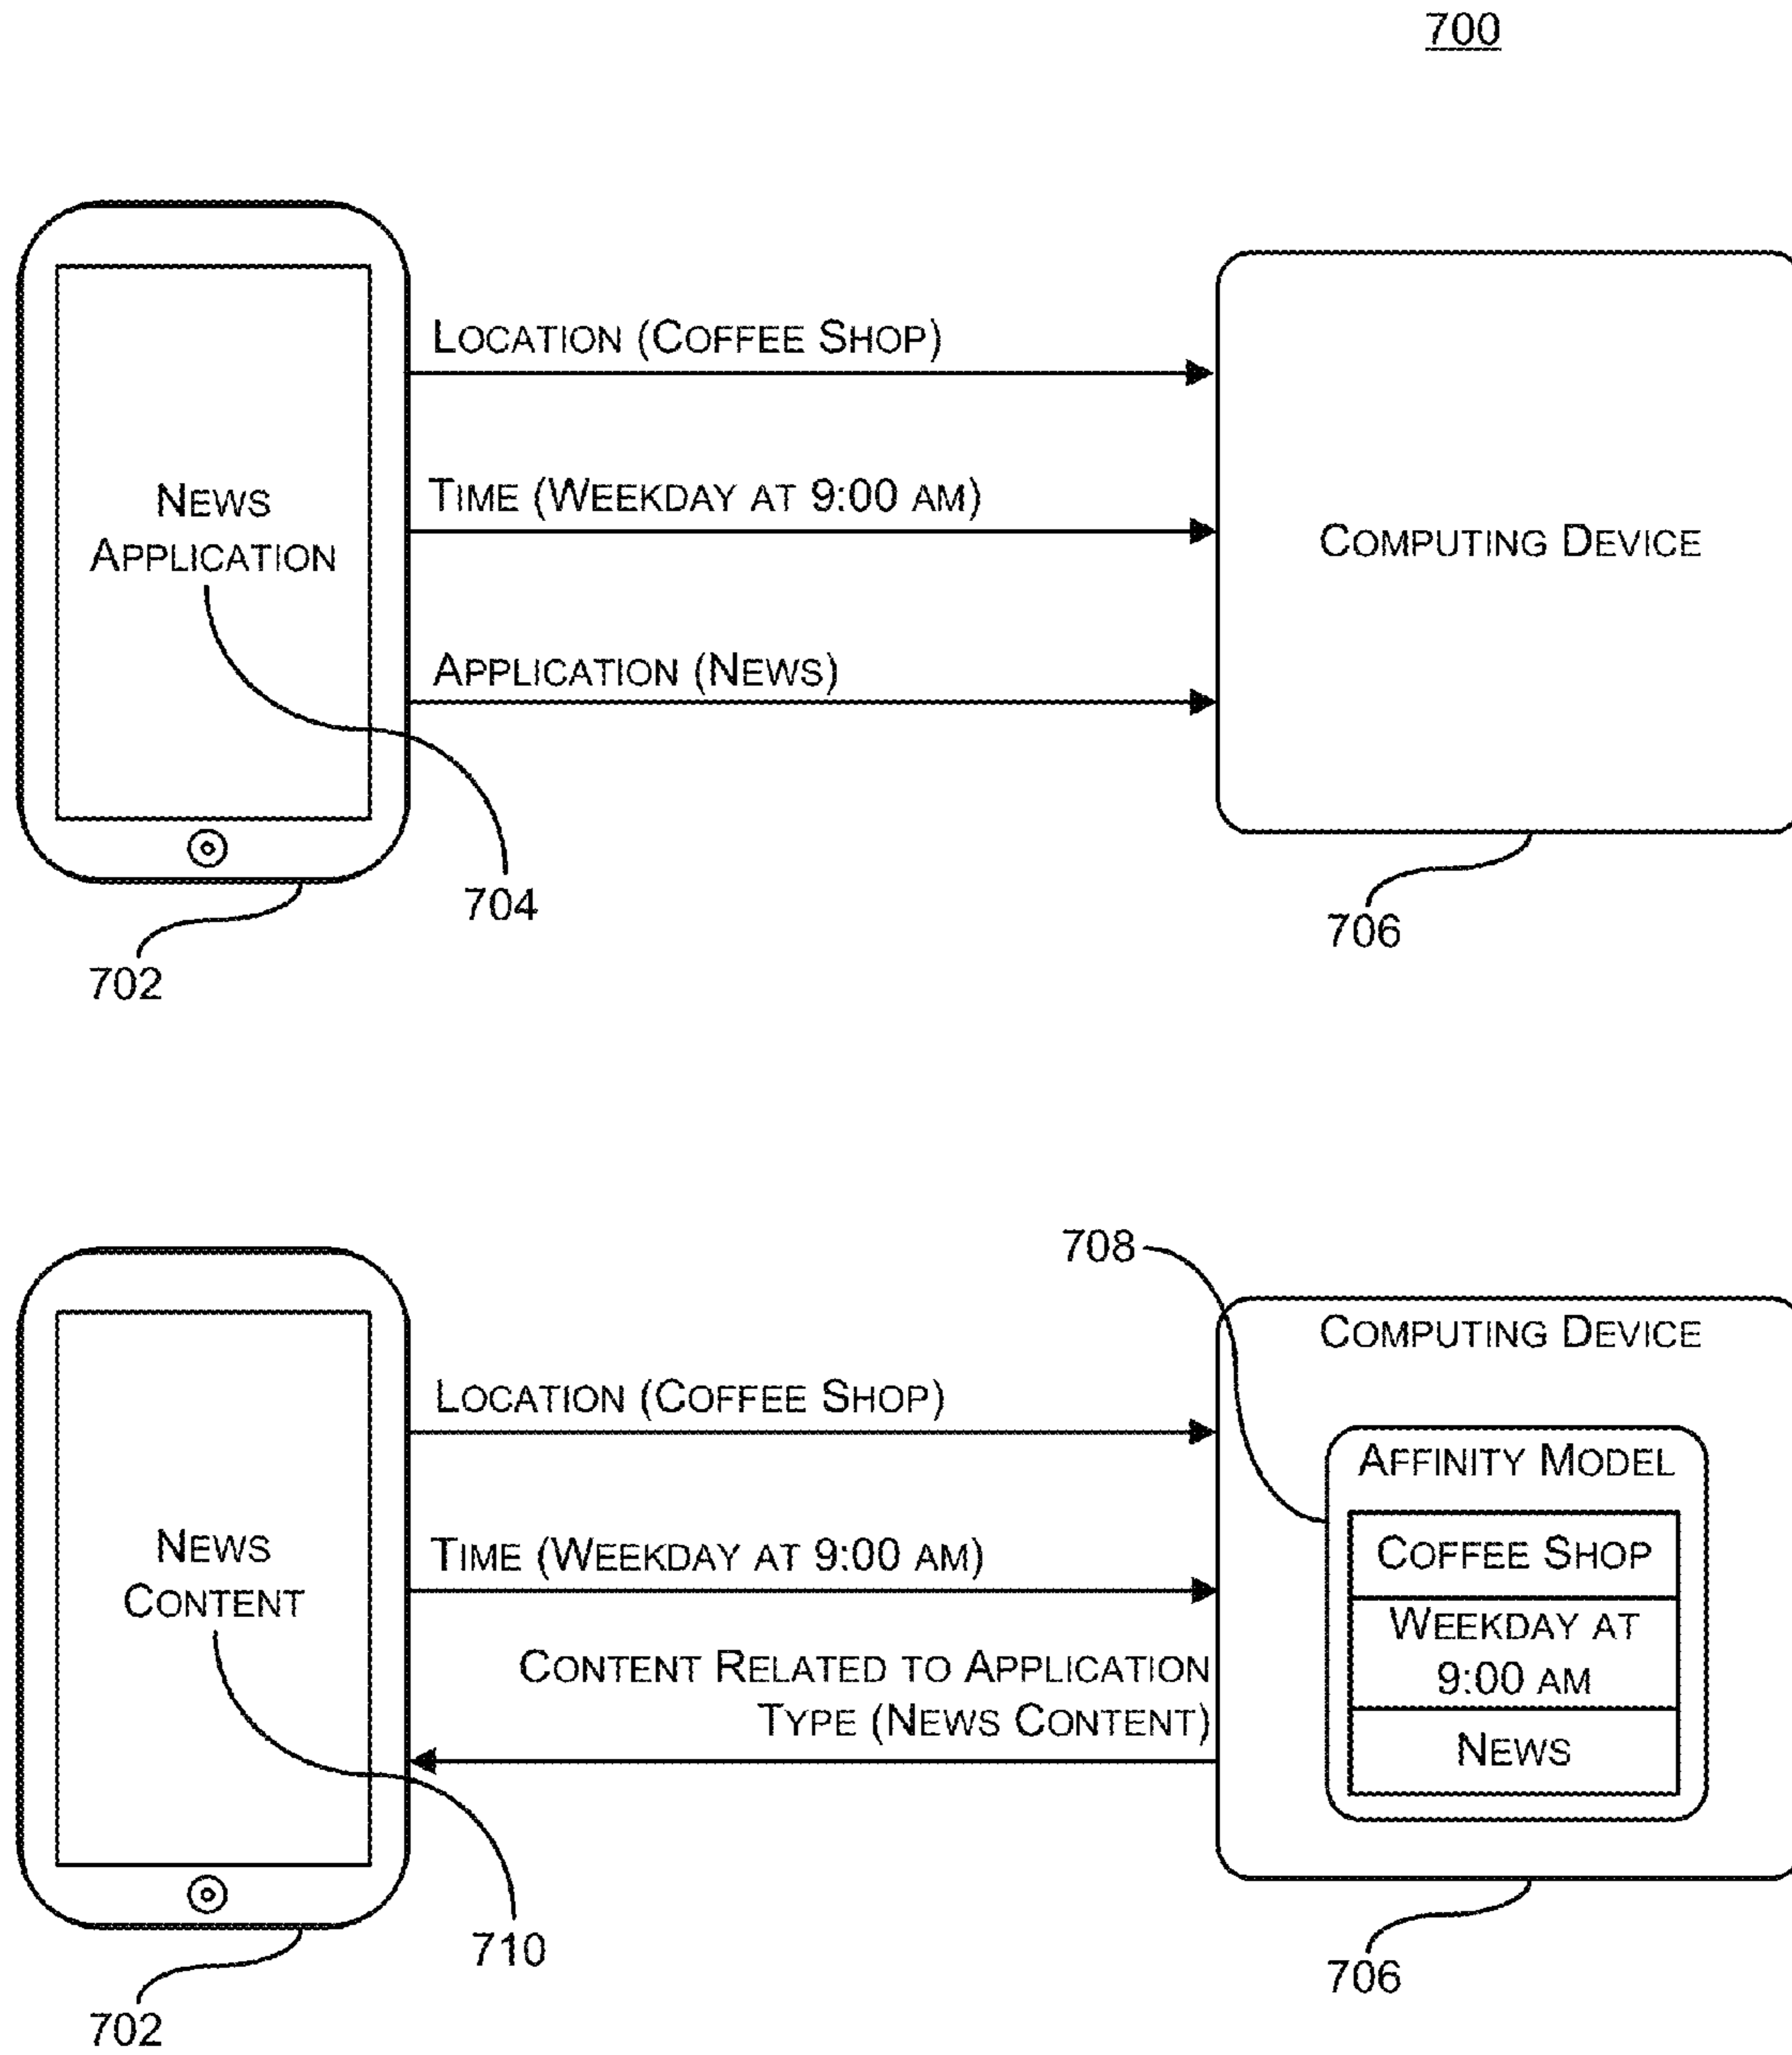 700
LOCATION (COFFEE SHOP)
NEWS
APPLICATION
TIME (WEEKDAY AT 9:00 AM)
COMPUTING DEVICE
APPLICATION (NEWS)
704
706
702
708
COMPUTING DEVICE
LOCATION (COFFEE SHOP)
AFFINITY MODEL
COFFEE SHOP
NEWS
CONTENT
TIME (WEEKDAY AT 9:00 AM)
WEEKDAY AT
9:00 AM
CONTENT RELATED TO APPLICATION
TYPE (NEWS CONTENT)
NEWS
710
706
702